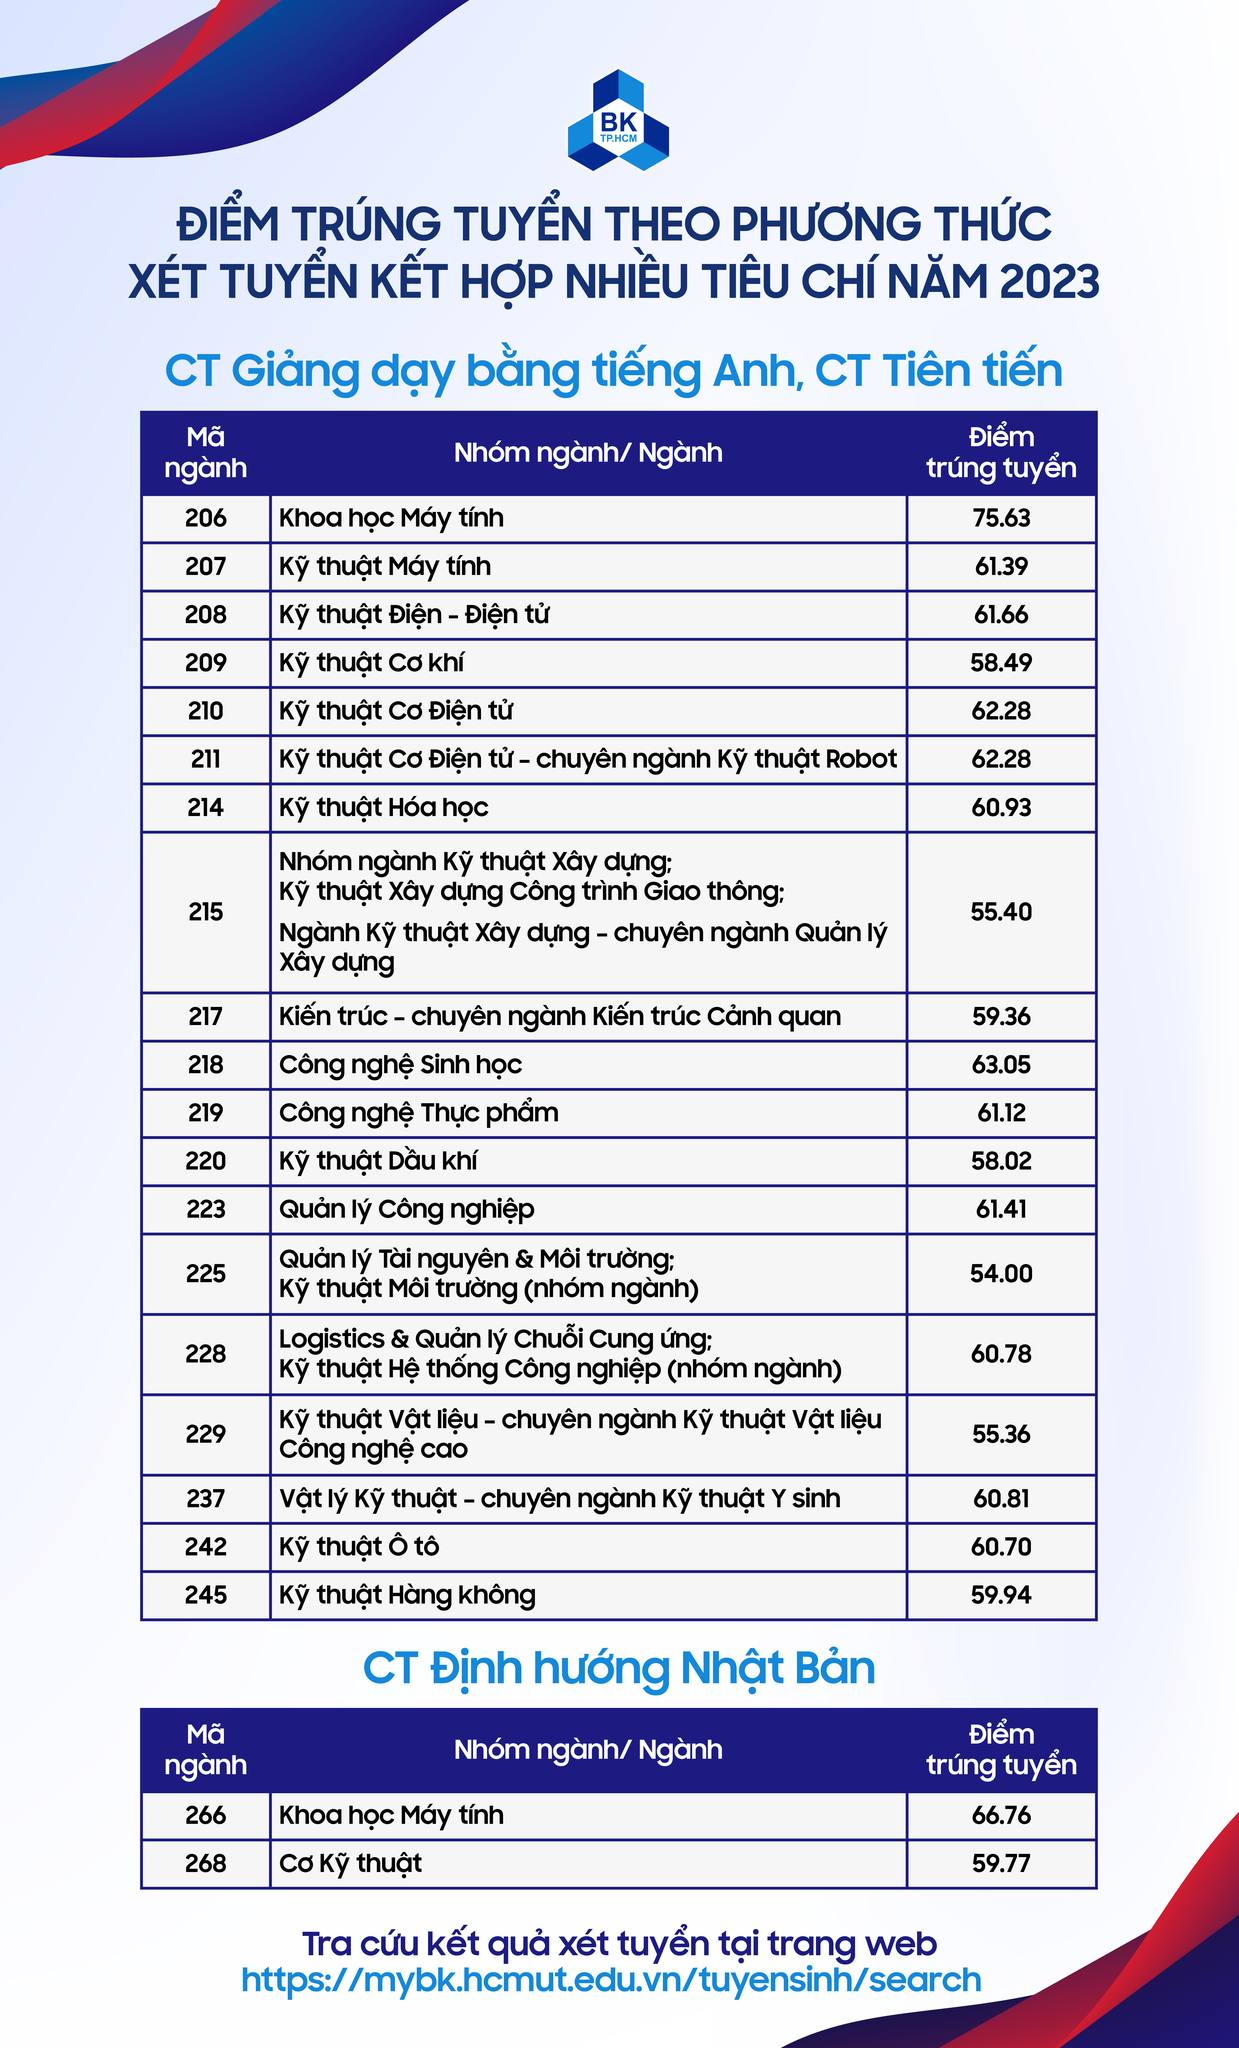 BK
TP.HCM
ĐIỂM TRÚNG TUYỂN THEO PHƯƠNG THỨC
XÉT TUYỂN KẾT HỢP NHIỀU TIÊU CHÍ NĂM 2023
CT Giảng dạy bằng tiếng Anh, CT Tiên tiến
Mã ngành Nhóm ngành/ Ngành Điểm trúng tuyển
206 Khoa học Máy tính 75.63
207 Kỹ thuật Máy tính 61.39
208 Kỹ thuật Điện - Điện tử 61.66
209 Kỹ thuật Cơ khí 58.49
210 Kỹ thuật Cơ Điện tử 62.28
211 Kỹ thuật Cơ Điện tử - chuyên ngành Kỹ thuật Robot 62.28
214 Kỹ thuật Hóa học 60.93
215 Nhóm ngành Kỹ thuật Xây dựng;
Kỹ thuật Xây dựng Công trình Giao thông;
Ngành Kỹ thuật Xây dựng - chuyên ngành Quản lý
Xây dựng 55.40
217 Kiến trúc - chuyên ngành Kiến trúc Cảnh quan 59.36
218 Công nghệ Sinh học 63.05
219 Công nghệ Thực phẩm 61.12
220 Kỹ thuật Dầu khí 58.02
223 Quản lý Công nghiệp 61.41
225 Quản lý Tài nguyên & Môi trường;
Kỹ thuật Môi trường (nhóm ngành) 54.00
228 Logistics & Quản lý Chuỗi Cung ứng;
Kỹ thuật Hệ thống Công nghiệp (nhóm ngành) 60.78
229 Kỹ thuật Vật liệu - chuyên ngành Kỹ thuật Vật liệu
Công nghệ cao 55.36
237 Vật lý Kỹ thuật - chuyên ngành Kỹ thuật Y sinh 60.81
242 Kỹ thuật Ô tô 60.70
245 Kỹ thuật Hàng không 59.94
CT Định hướng Nhật Bản
Mã ngành Nhóm ngành/ Ngành Điểm trúng tuyển
266 Khoa học Máy tính 66.76
268 Cơ Kỹ thuật 59.77
Tra cứu kết quả xét tuyển tại trang web
https://mybk.hcmut.edu.vn/tuyensinh/search